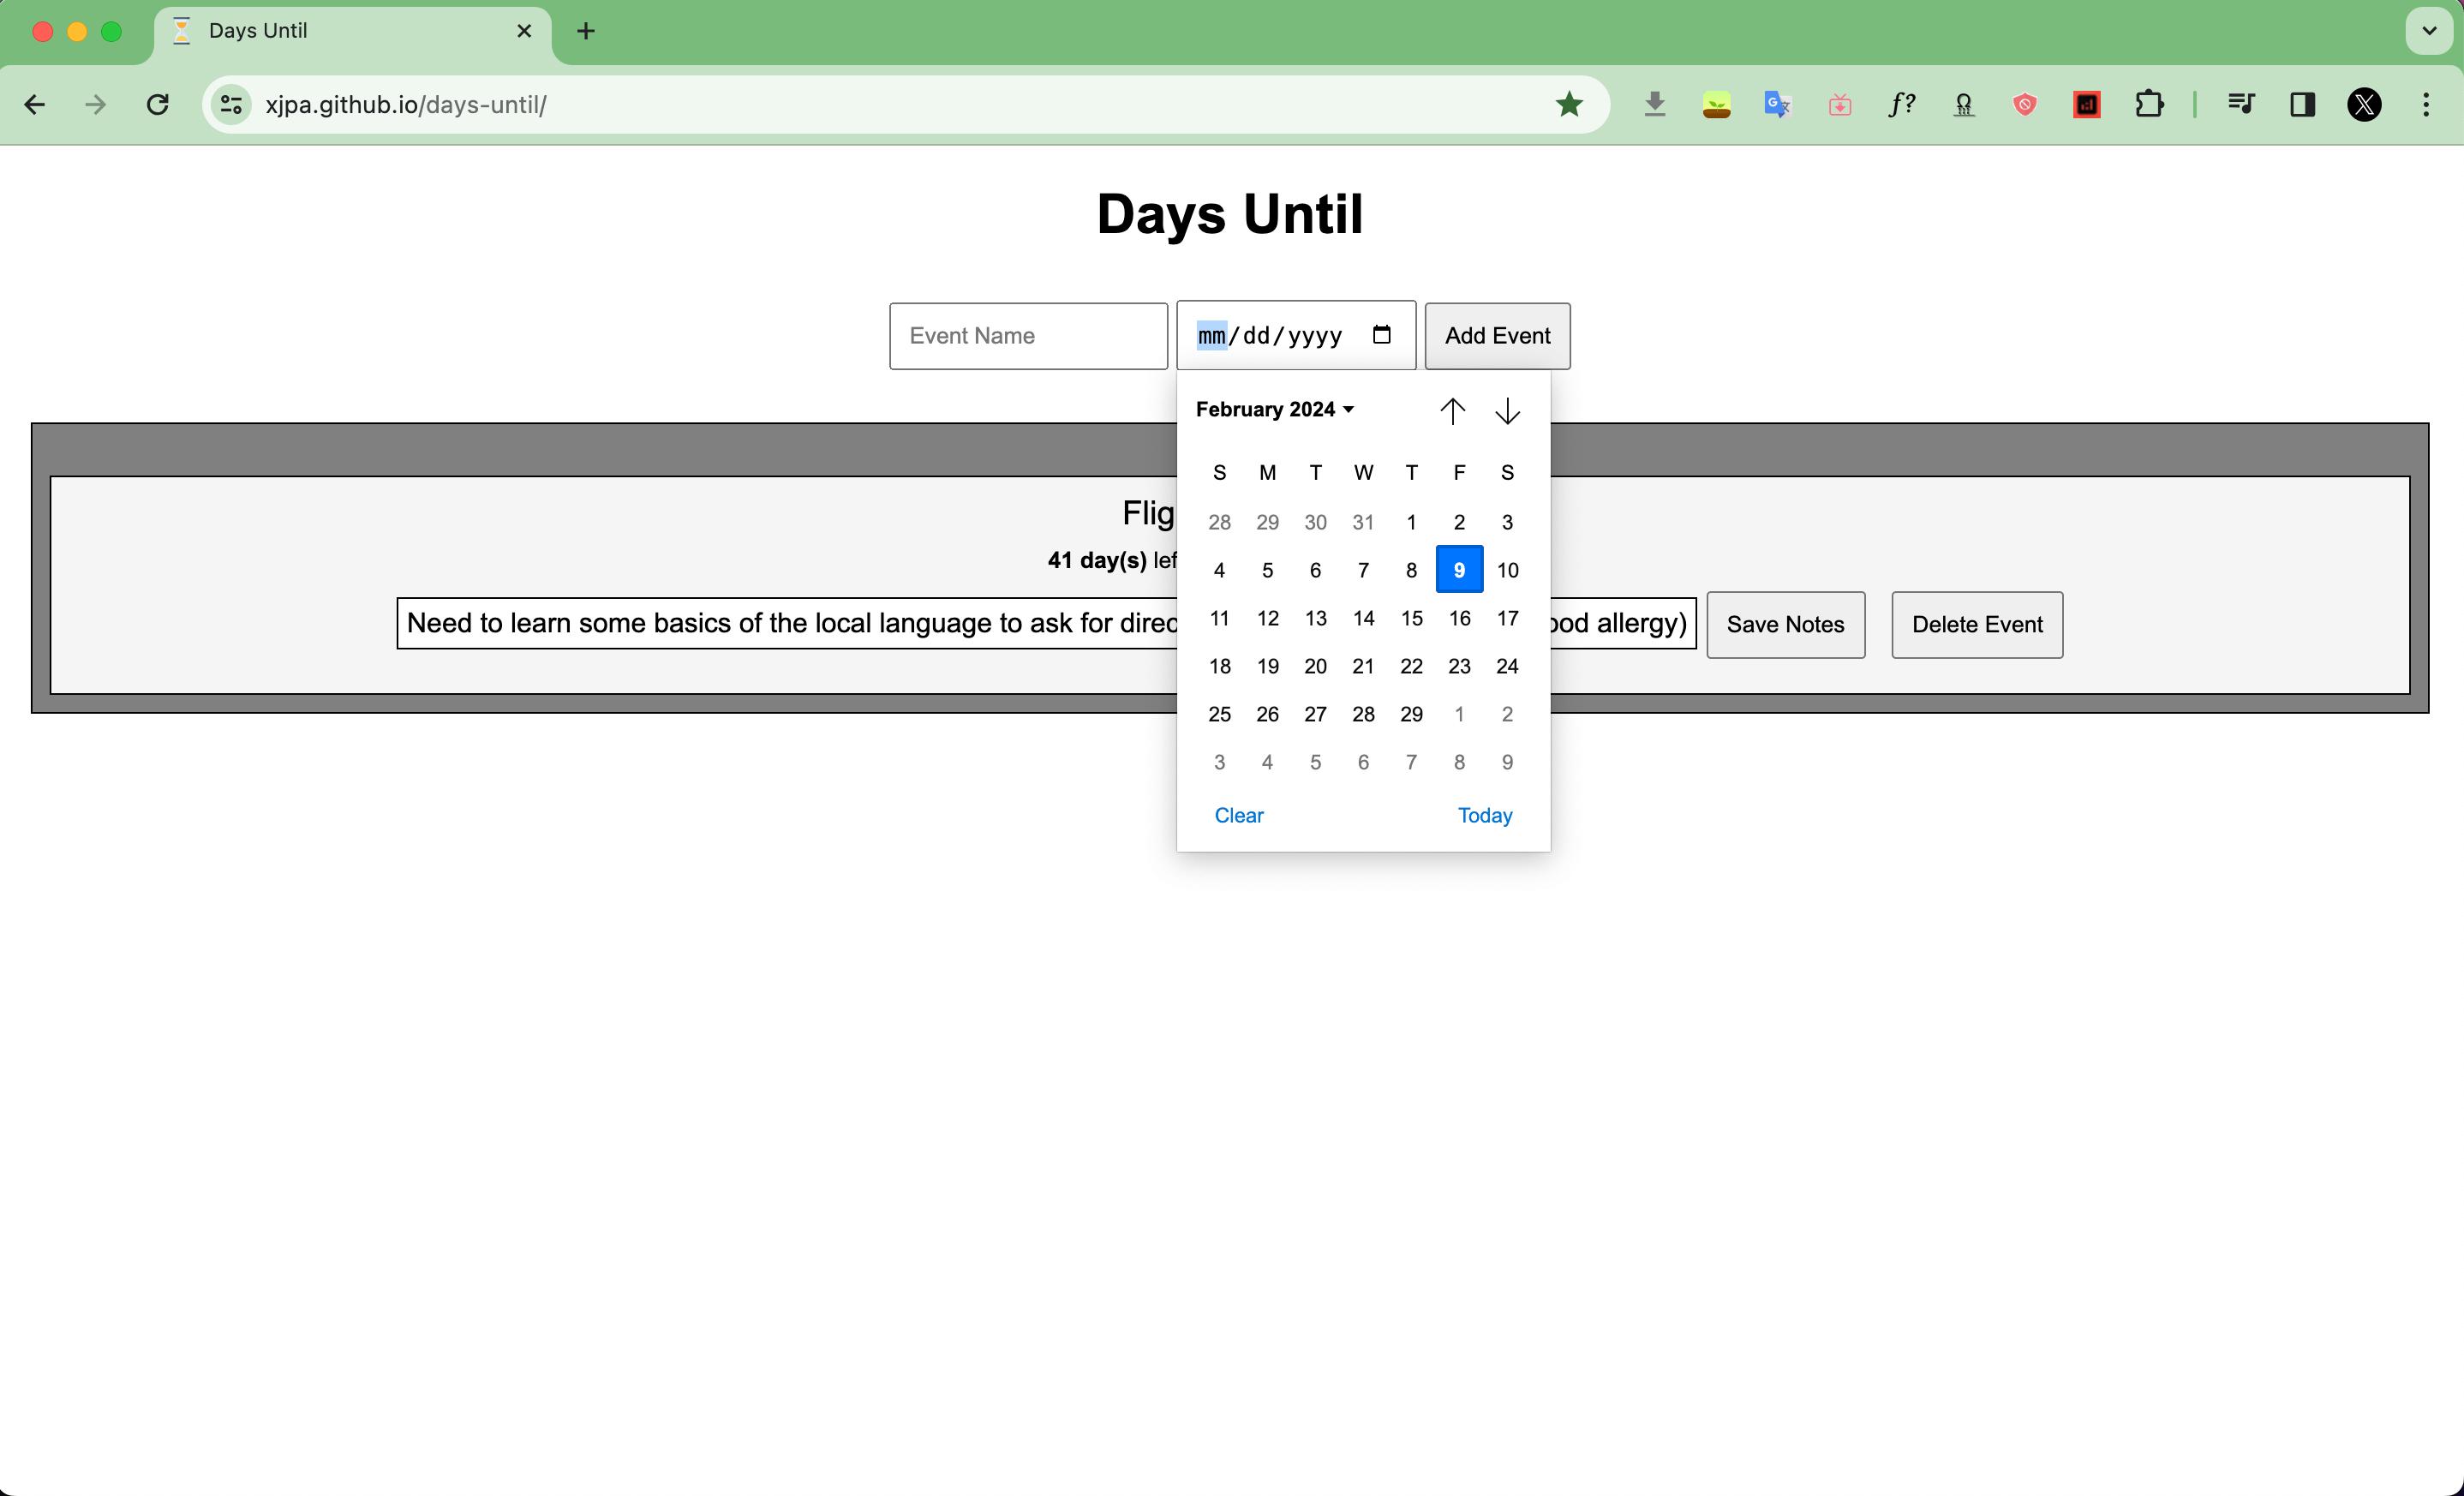 Days Until
xjpa.github.io/days-until/
Days Until
Event Name
mm/dd/yyyy
Add Event
February 2024
S M T W T F S
28 29 30 31 1 2 3
4 5 6 7 8 9 10
11 12 13 14 15 16 17
18 19 20 21 22 23 24
25 26 27 28 29 1 2
3 4 5 6 7 8 9
Clear Today
41 day(s)
Need to learn some basics of the local language to ask for
allergy)
Save Notes
Delete Event